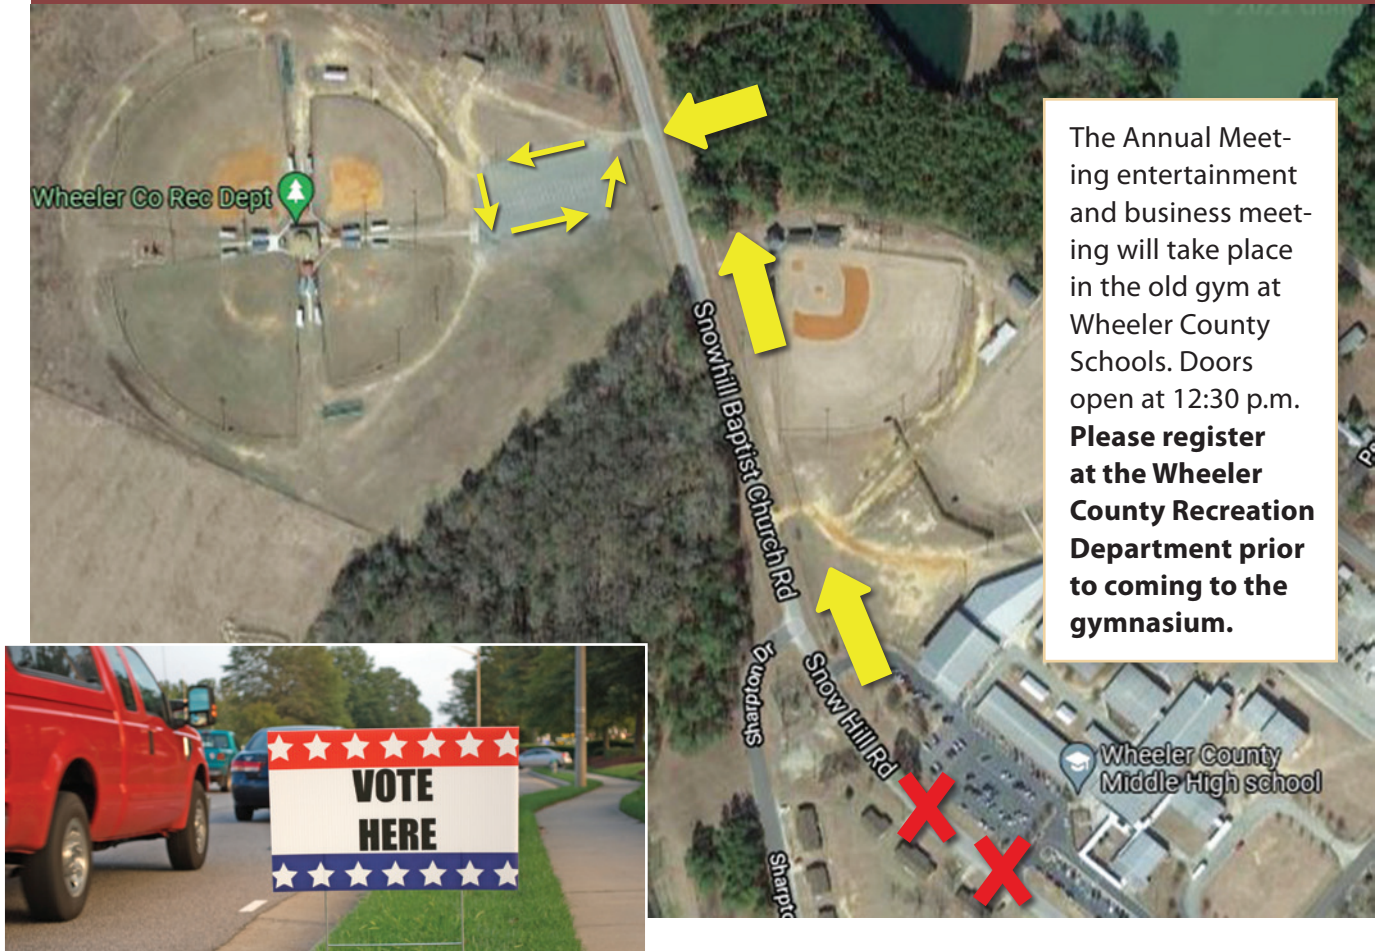 Wheeler Co Rec Dept
The Annual Meet-
ing entertainment
and business meet-
ing will take place
in the old gym at
Wheeler County
Schools. Doors
open at 12:30 p.m.
Please register
at the Wheeler
County Recreation
Department prior
to coming to the
gymnasium.
Snowhill Baptist Church Rd
Sharpton Dr
Snow Hill Rd
Wheeler County
Middle High school
VOTE
HERE